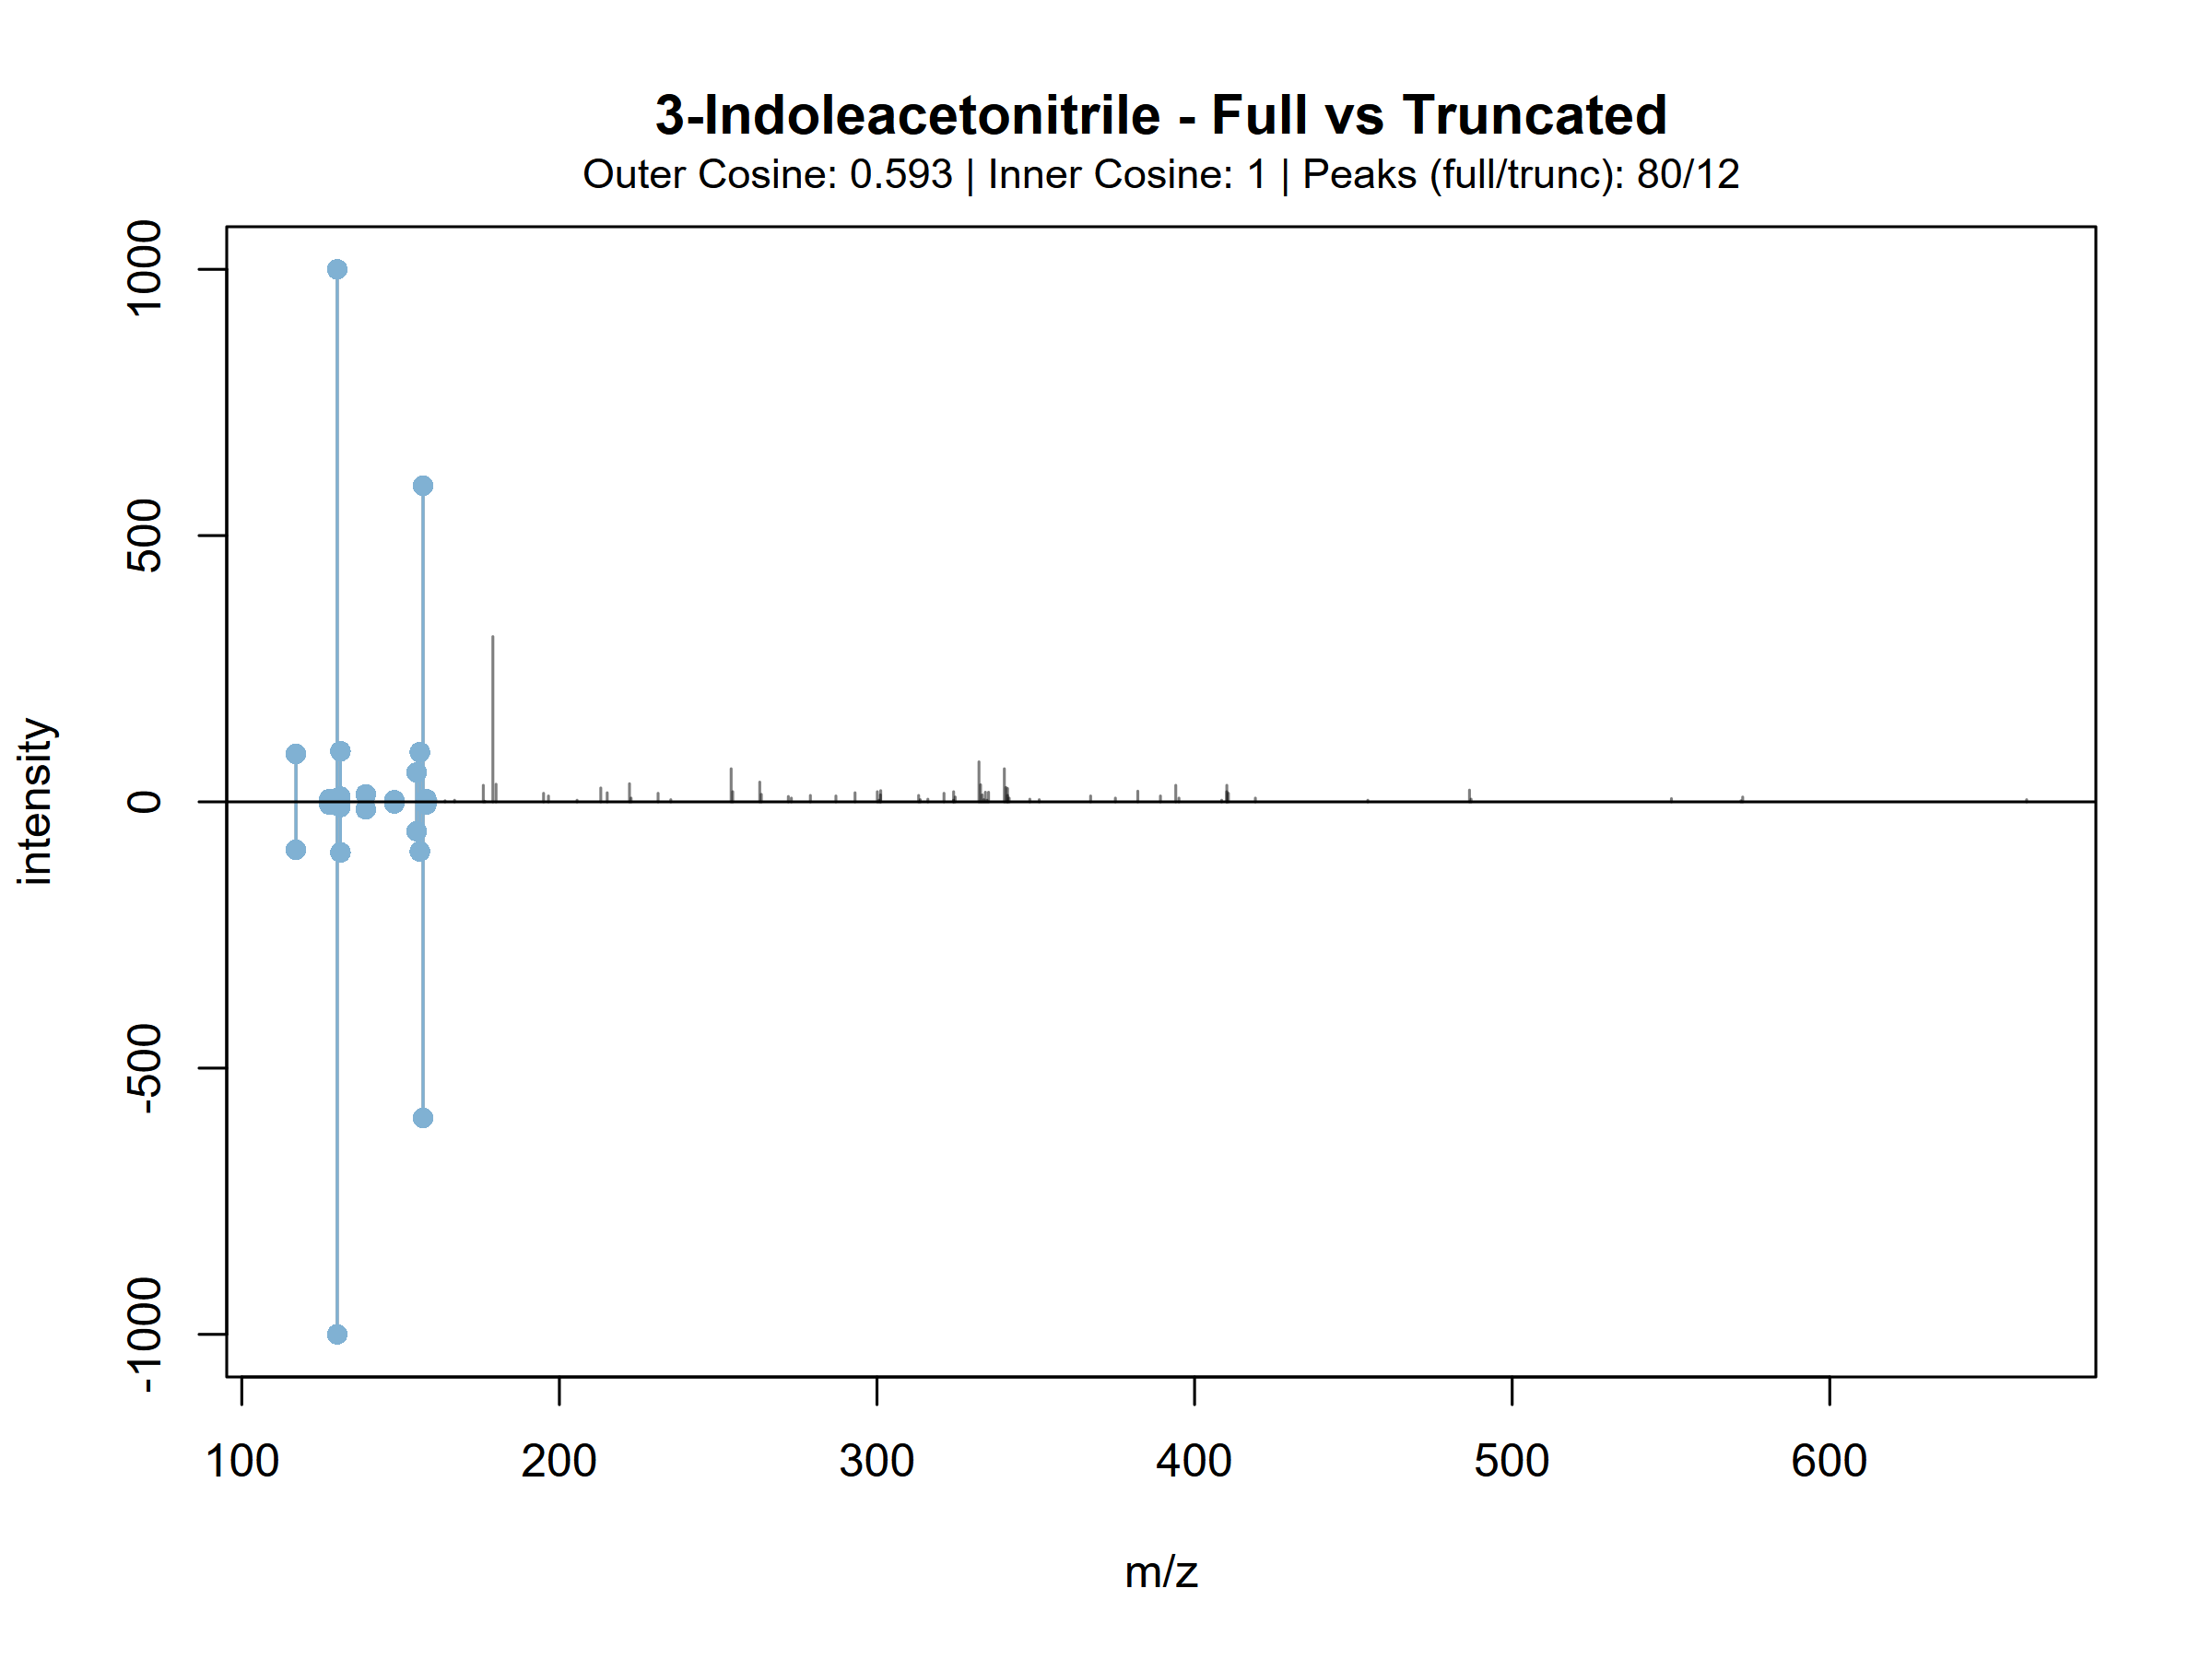 3-Indoleacetonitrile - Full vs Truncated
Outer Cosine: 0.593 | Inner Cosine: 1 | Peaks (full/trunc): 80/12
1000
500
0
-500
-1000
intensity
100 200 300 400 500 600
m/z